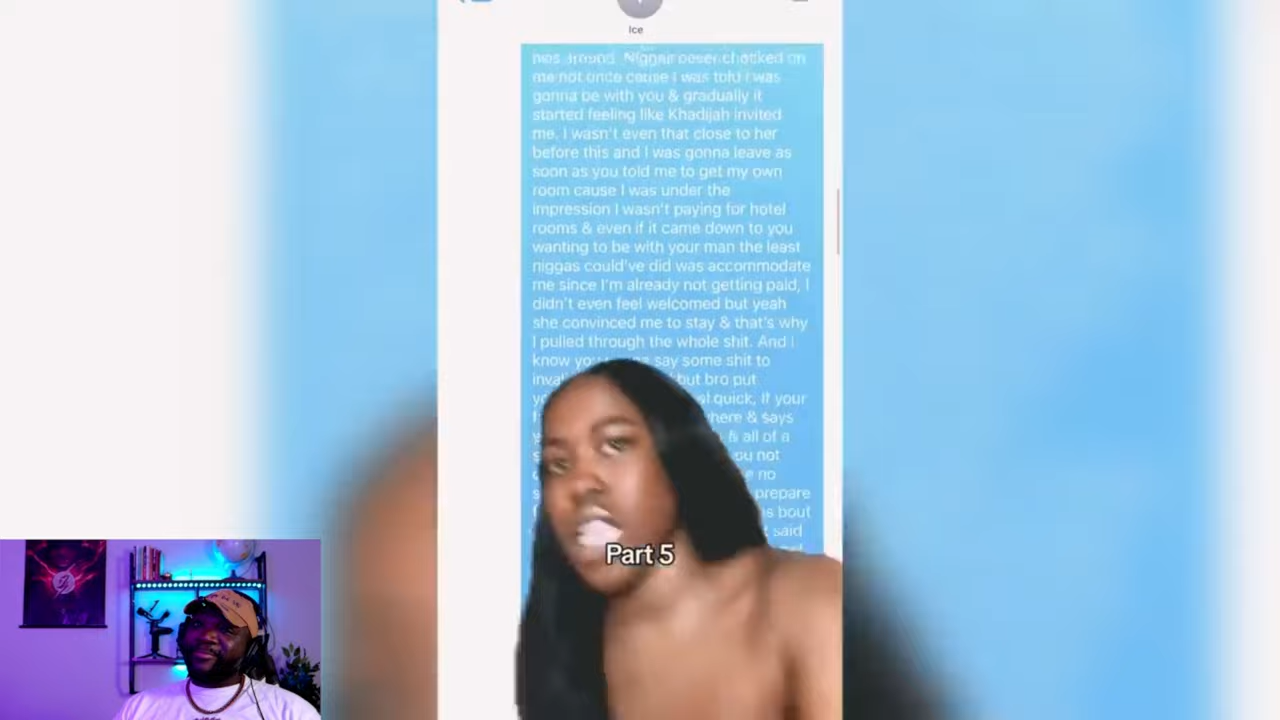 Ice
me not once cause I was told I was
gonna be with you & gradually it
started feeling like Khadijah invited
me. I wasn't even that close to her
before this and I was gonna leave as
soon as you told me to get my own
room cause I was under the
impression I wasn't paying for hotel
rooms & even if it came down to you
wanting to be with your man the least
niggas could've did was accommodate
me since I'm already not getting paid, I
didn't even feel welcomed but yeah
she convinced me to stay & that's why
I pulled through the whole shit. And I
know say some shit to
but bro put
quick, If your
& says
& all of a
not
no
prepare
bout
said
Part 5